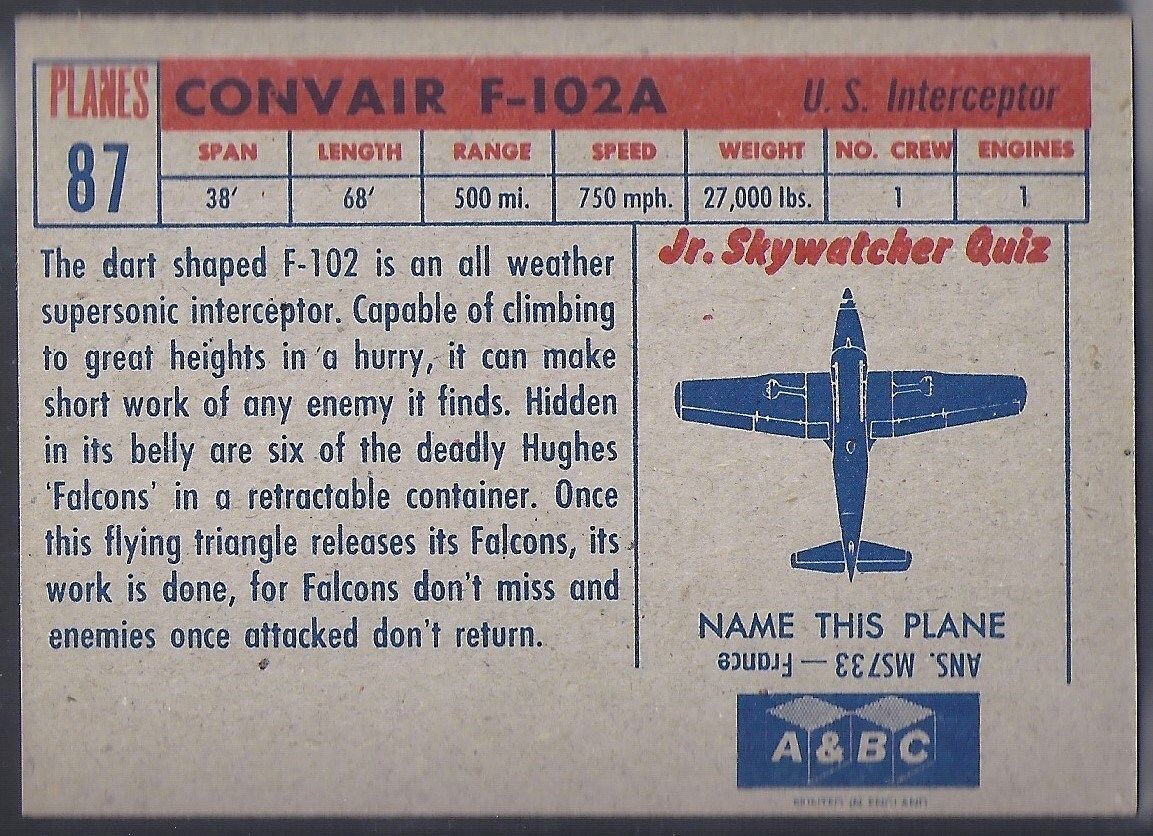 PLANES
87
CONVAIR F-102A U. S. Interceptor
SPAN LENGTH RANGE SPEED WEIGHT NO. CREW ENGINES
38' 68' 500 mi. 750 mph. 27,000 lbs. 1 1
The dart shaped F-102 is an all weather
supersonic interceptor. Capable of climbing
to great heights in a hurry, it can make
short work of any enemy it finds. Hidden
in its belly are six of the deadly Hughes
'Falcons' in a retractable container. Once
this flying triangle releases its Falcons, its
work is done, for Falcons don't miss and
enemies once attacked don't return.
Jr. Skywatcher Quiz
NAME THIS PLANE
ANS. MS733 — France
A & B C
PRINTED IN ENGLAND